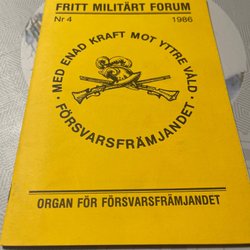 FRITT MILITÄRT FORUM
Nr 4 1986
MED ENAD KRAFT MOT YTTRE VÅLD
· FÖRSVARSFRÄMJANDET ·
ORGAN FÖR FÖRSVARSFRÄMJANDET